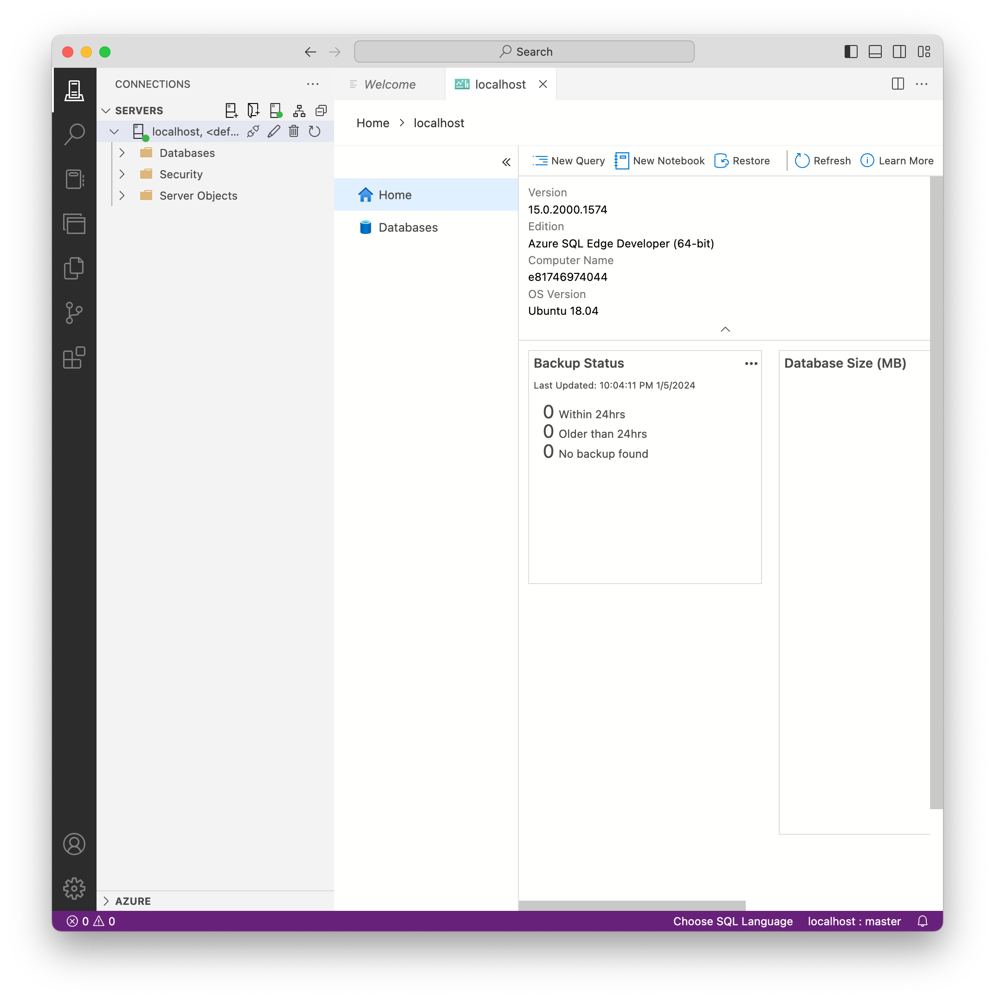 Search
CONNECTIONS
SERVERS
localhost, <def...
Databases
Security
Server Objects
AZURE
Welcome
localhost
Home > localhost
Home
Databases
New Query
New Notebook
Restore
Refresh
Learn More
Version
15.0.2000.1574
Edition
Azure SQL Edge Developer (64-bit)
Computer Name
e81746974044
OS Version
Ubuntu 18.04
Backup Status
Last Updated: 10:04:11 PM 1/5/2024
0 Within 24hrs
0 Older than 24hrs
0 No backup found
Database Size (MB)
0 0
Choose SQL Language
localhost : master